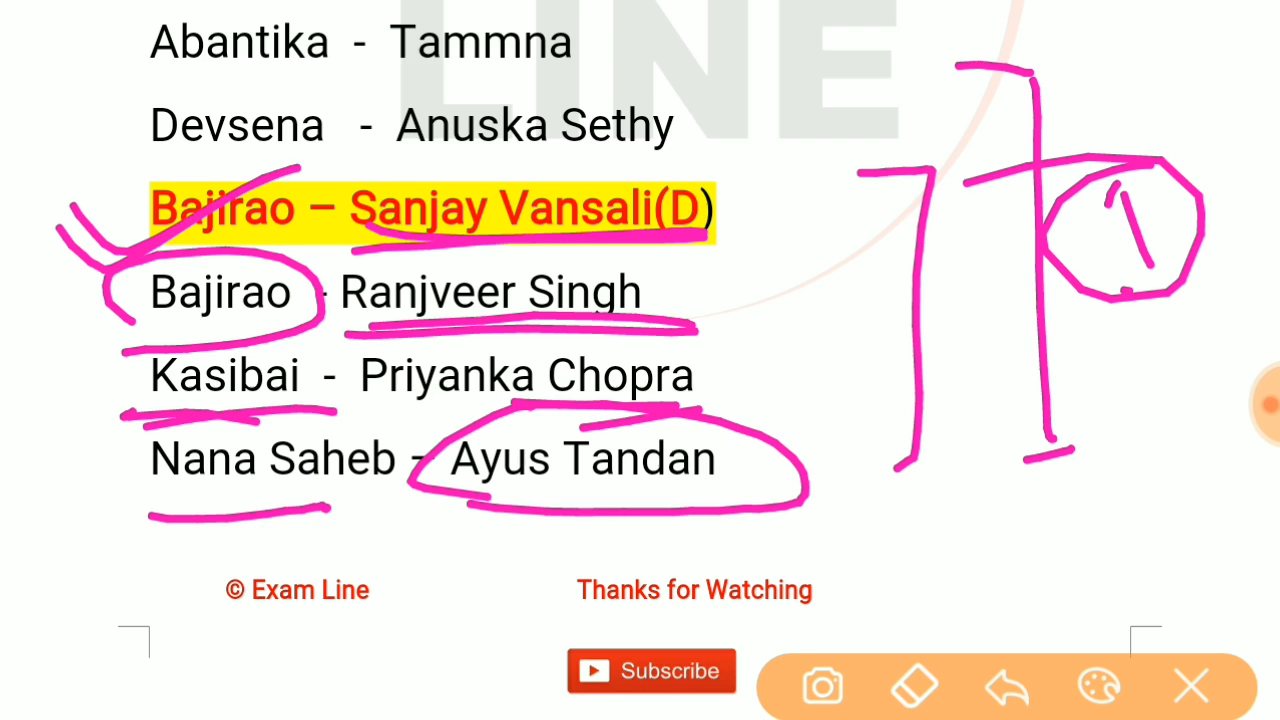 LINE
Abantika - Tammna
Devsena - Anuska Sethy
Bajirao – Sanjay Vansali(D)
Bajirao - Ranjveer Singh
Kasibai - Priyanka Chopra
Nana Saheb - Ayus Tandan
© Exam Line Thanks for Watching
Subscribe